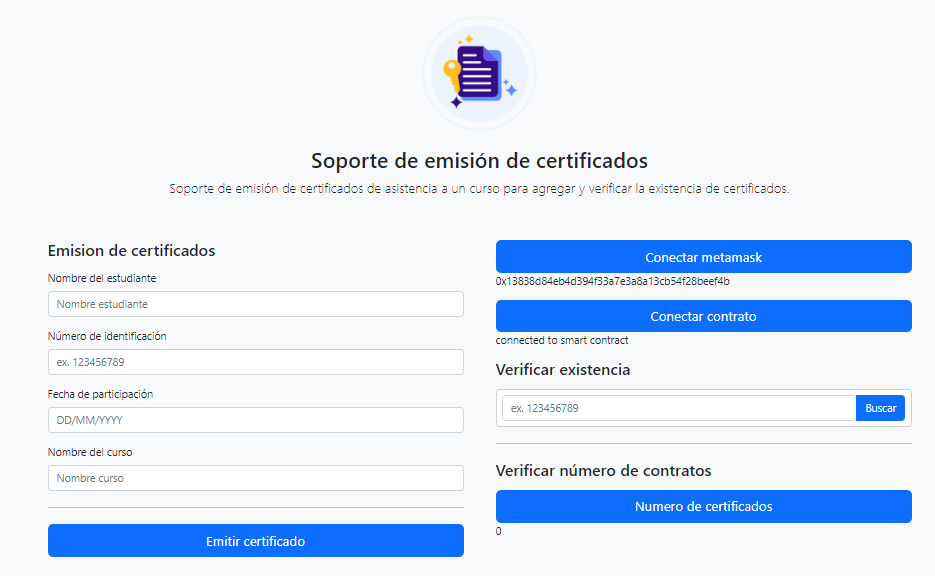 Soporte de emisión de certificados
Soporte de emisión de certificados de asistencia a un curso para agregar y verificar la existencia de certificados.
Emision de certificados
Nombre del estudiante
Nombre estudiante
Número de identificación
ex. 123456789
Fecha de participación
DD/MM/YYYY
Nombre del curso
Nombre curso
Emitir certificado
Conectar metamask
0x13838d84eb4d394f33a7e3a8a13cb54f28beef4b
Conectar contrato
connected to smart contract
Verificar existencia
ex. 123456789
Buscar
Verificar número de contratos
Numero de certificados
0